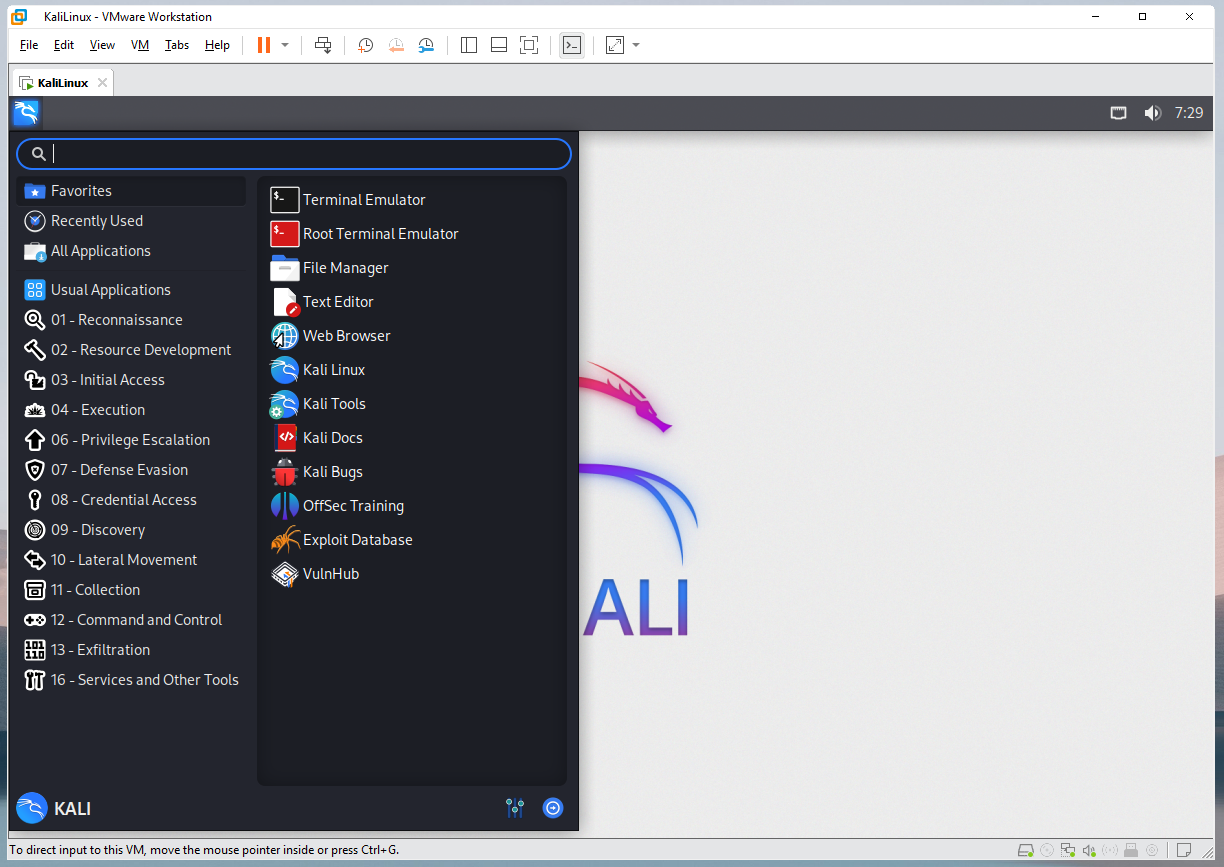 KaliLinux - VMware Workstation
File Edit View VM Tabs Help
KaliLinux
7:29
Favorites
Recently Used
All Applications
Usual Applications
01 - Reconnaissance
02 - Resource Development
03 - Initial Access
04 - Execution
06 - Privilege Escalation
07 - Defense Evasion
08 - Credential Access
09 - Discovery
10 - Lateral Movement
11 - Collection
12 - Command and Control
13 - Exfiltration
16 - Services and Other Tools
Terminal Emulator
Root Terminal Emulator
File Manager
Text Editor
Web Browser
Kali Linux
Kali Tools
Kali Docs
Kali Bugs
OffSec Training
Exploit Database
VulnHub
ALI
KALI
To direct input to this VM, move the mouse pointer inside or press Ctrl+G.